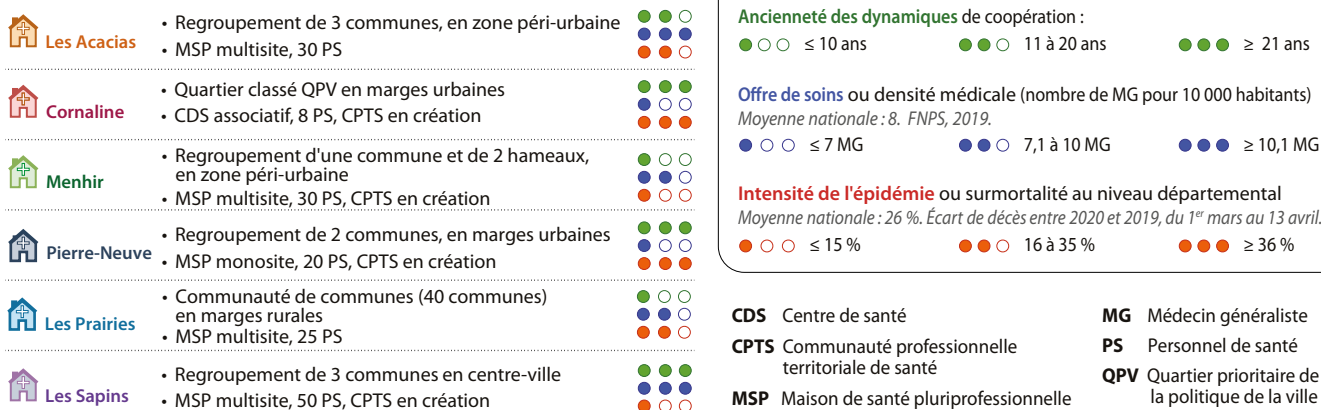 Les Acacias
• Regroupement de 3 communes, en zone péri-urbaine
• MSP multisite, 30 PS
Cornaline
• Quartier classé QPV en marges urbaines
• CDS associatif, 8 PS, CPTS en création
Menhir
• Regroupement d'une commune et de 2 hameaux,
en zone péri-urbaine
• MSP multisite, 30 PS, CPTS en création
Pierre-Neuve
• Regroupement de 2 communes, en marges urbaines
• MSP monosite, 20 PS, CPTS en création
Les Prairies
• Communauté de communes (40 communes)
en marges rurales
• MSP multisite, 25 PS
Les Sapins
• Regroupement de 3 communes en centre-ville
• MSP multisite, 50 PS, CPTS en création
Ancienneté des dynamiques de coopération :
≤ 10 ans 11 à 20 ans ≥ 21 ans
Offre de soins ou densité médicale (nombre de MG pour 10 000 habitants)
Moyenne nationale : 8. FNPS, 2019.
≤ 7 MG 7,1 à 10 MG ≥ 10,1 MG
Intensité de l'épidémie ou surmortalité au niveau départemental
Moyenne nationale : 26 %. Écart de décès entre 2020 et 2019, du 1er mars au 13 avril.
≤ 15 % 16 à 35 % ≥ 36 %
CDS Centre de santé
CPTS Communauté professionnelle
territoriale de santé
MSP Maison de santé pluriprofessionnelle
MG Médecin généraliste
PS Personnel de santé
QPV Quartier prioritaire de
la politique de la ville